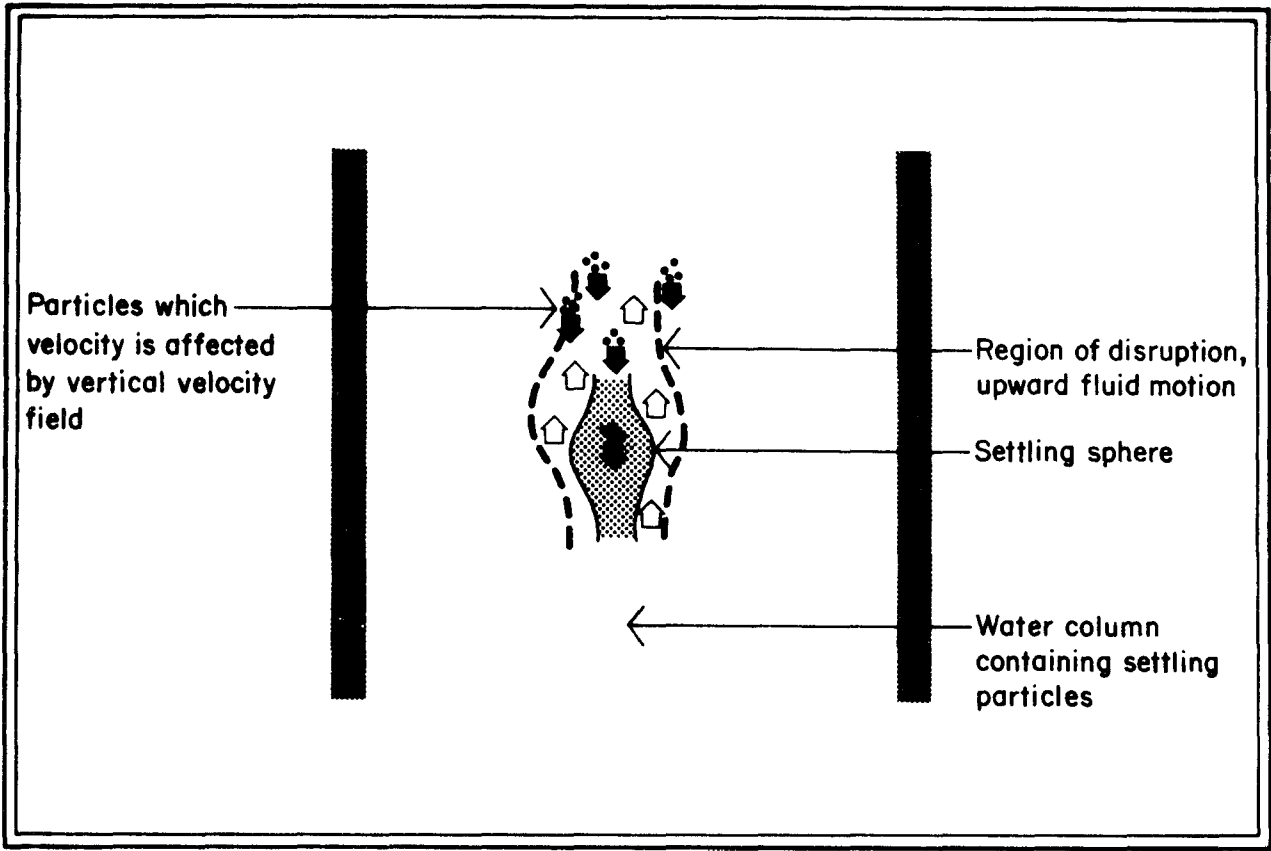 Particles which
velocity is affected
by vertical velocity
field
Region of disruption,
upward fluid motion
Settling sphere
Water column
containing settling
particles